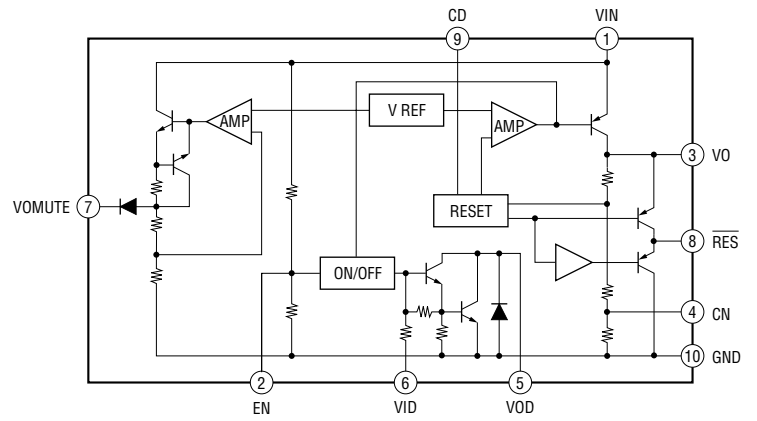 CD VIN
9 1
AMP V REF AMP
3 VO
VOMUTE 7
RESET
8 RES
ON/OFF
4 CN
10 GND
2 6 5
EN VID VOD